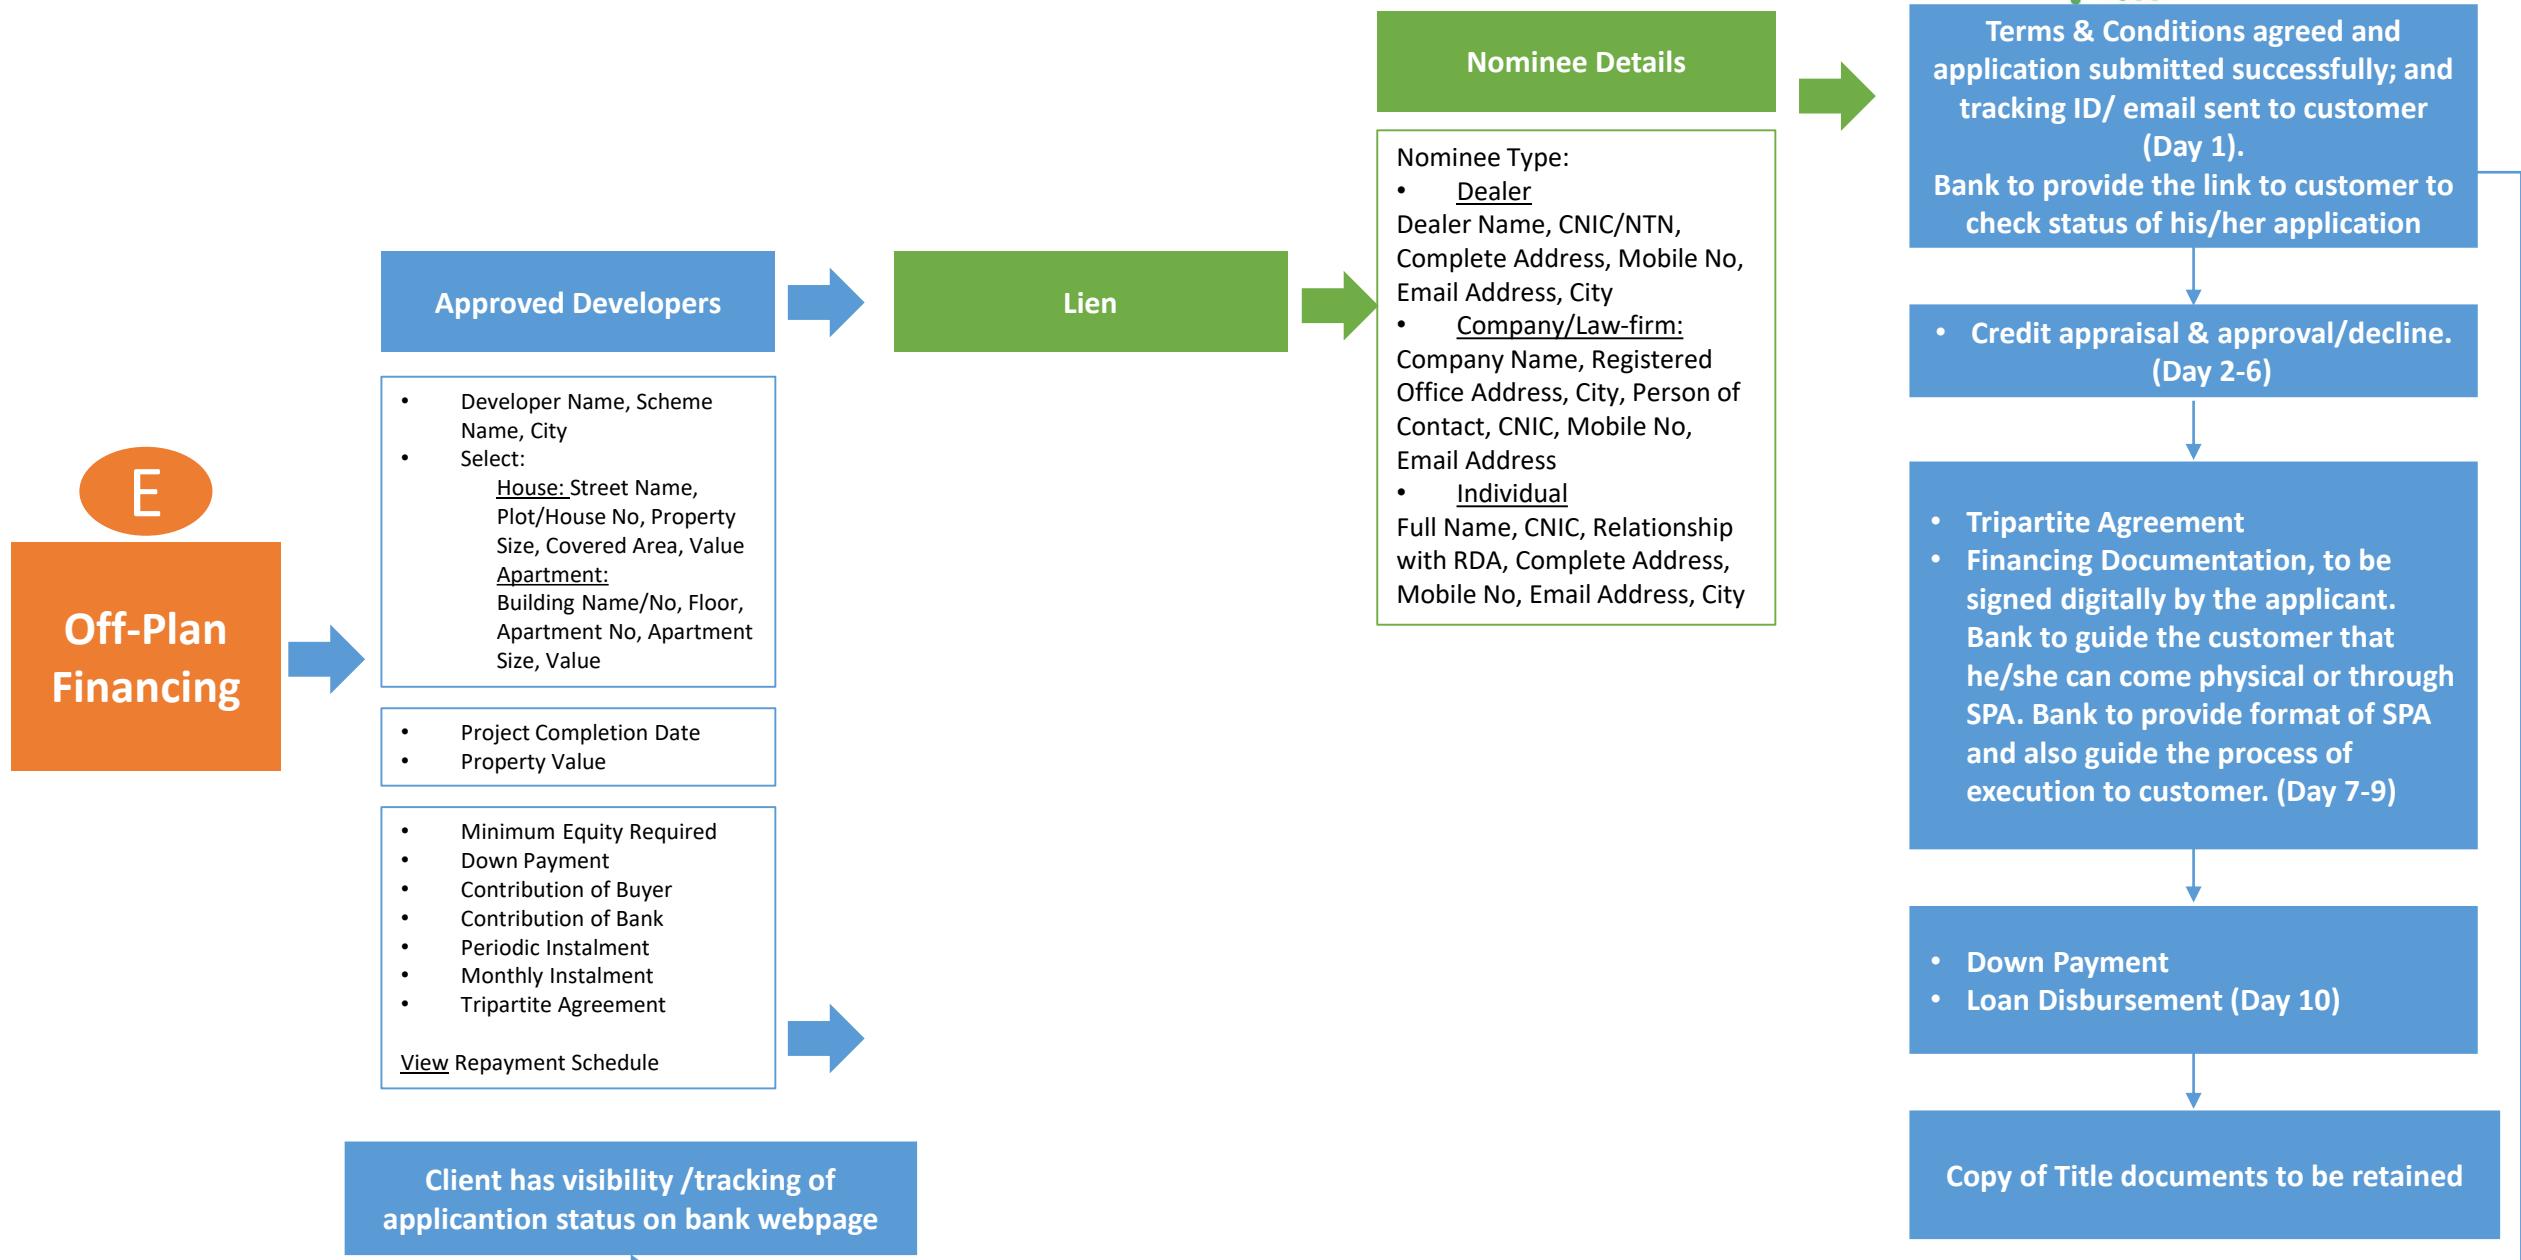 E
Off-Plan
Financing
Approved Developers
• Developer Name, Scheme
Name, City
• Select:
House: Street Name,
Plot/House No, Property
Size, Covered Area, Value
Apartment:
Building Name/No, Floor,
Apartment No, Apartment
Size, Value
• Project Completion Date
• Property Value
• Minimum Equity Required
• Down Payment
• Contribution of Buyer
• Contribution of Bank
• Periodic Instalment
• Monthly Instalment
• Tripartite Agreement
View Repayment Schedule
Client has visibility /tracking of
applicantion status on bank webpage
Lien
Nominee Details
Nominee Type:
• Dealer
Dealer Name, CNIC/NTN,
Complete Address, Mobile No,
Email Address, City
• Company/Law-firm:
Company Name, Registered
Office Address, City, Person of
Contact, CNIC, Mobile No,
Email Address
• Individual
Full Name, CNIC, Relationship
with RDA, Complete Address,
Mobile No, Email Address, City
Terms & Conditions agreed and
application submitted successfully; and
tracking ID/ email sent to customer
(Day 1).
Bank to provide the link to customer to
check status of his/her application
• Credit appraisal & approval/decline.
(Day 2-6)
• Tripartite Agreement
• Financing Documentation, to be
signed digitally by the applicant.
Bank to guide the customer that
he/she can come physical or through
SPA. Bank to provide format of SPA
and also guide the process of
execution to customer. (Day 7-9)
• Down Payment
• Loan Disbursement (Day 10)
Copy of Title documents to be retained